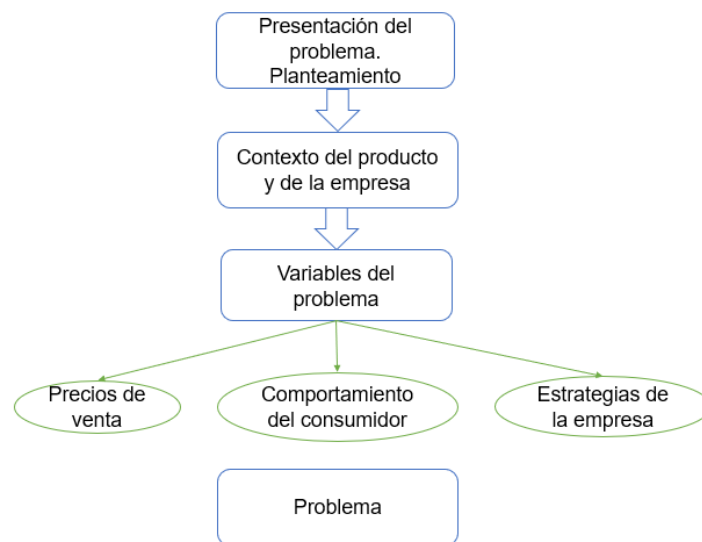 Presentación del
problema.
Planteamiento
Contexto del producto
y de la empresa
Variables del
problema
Precios de
venta
Comportamiento
del consumidor
Estrategias de
la empresa
Problema